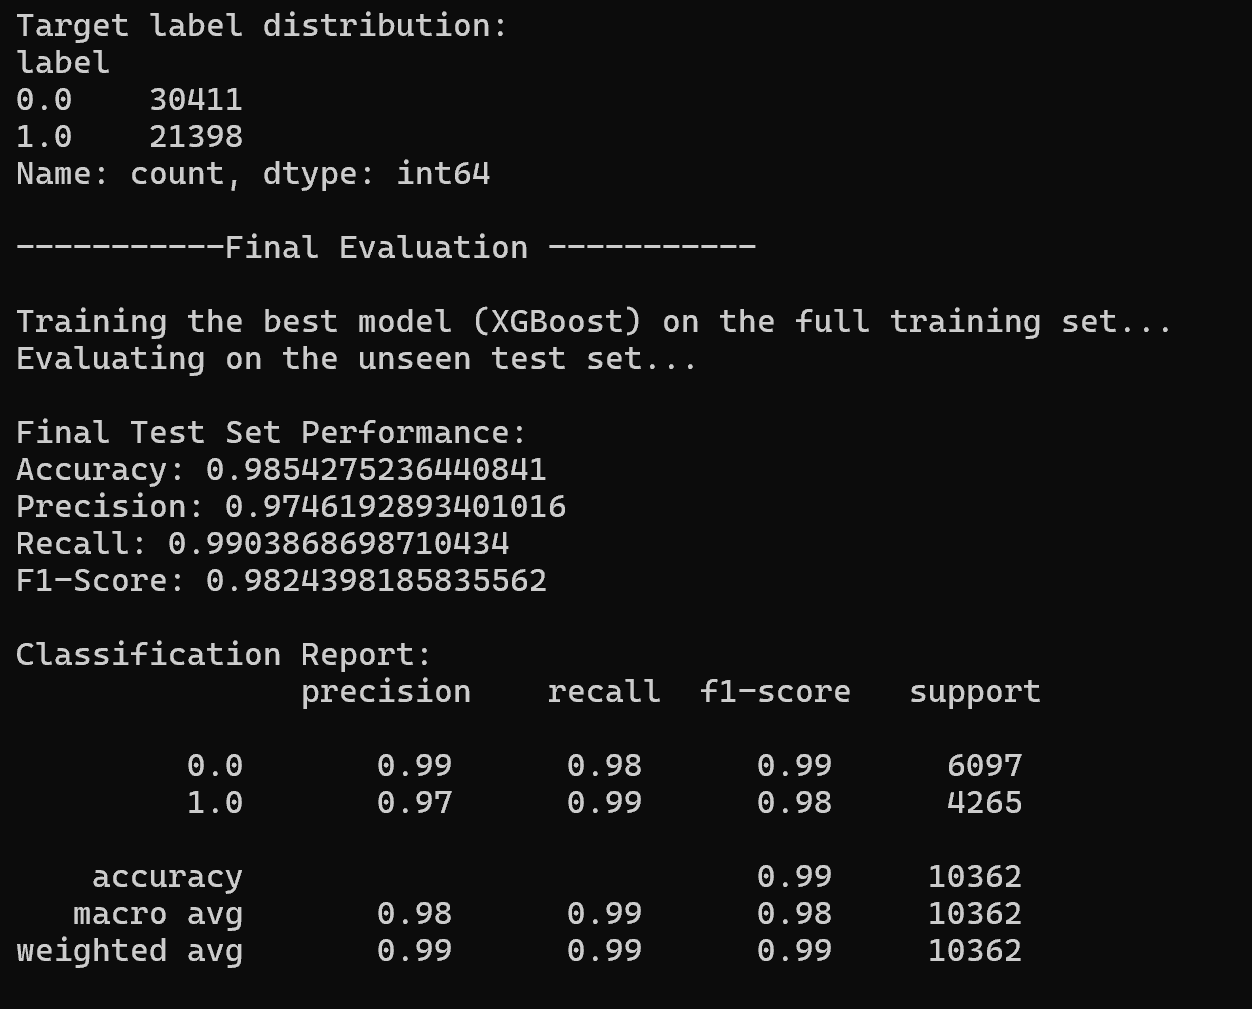 Target label distribution:
label
0.0    30411
1.0    21398
Name: count, dtype: int64
-----------Final Evaluation -----------
Training the best model (XGBoost) on the full training set...
Evaluating on the unseen test set...
Final Test Set Performance:
Accuracy: 0.9854275236440841
Precision: 0.9746192893401016
Recall: 0.9903868698710434
F1-Score: 0.9824398185835562
Classification Report:
               precision    recall  f1-score   support
         0.0       0.99      0.98      0.99      6097
         1.0       0.97      0.99      0.98      4265
    accuracy                           0.99     10362
   macro avg       0.98      0.99      0.98     10362
weighted avg       0.99      0.99      0.99     10362